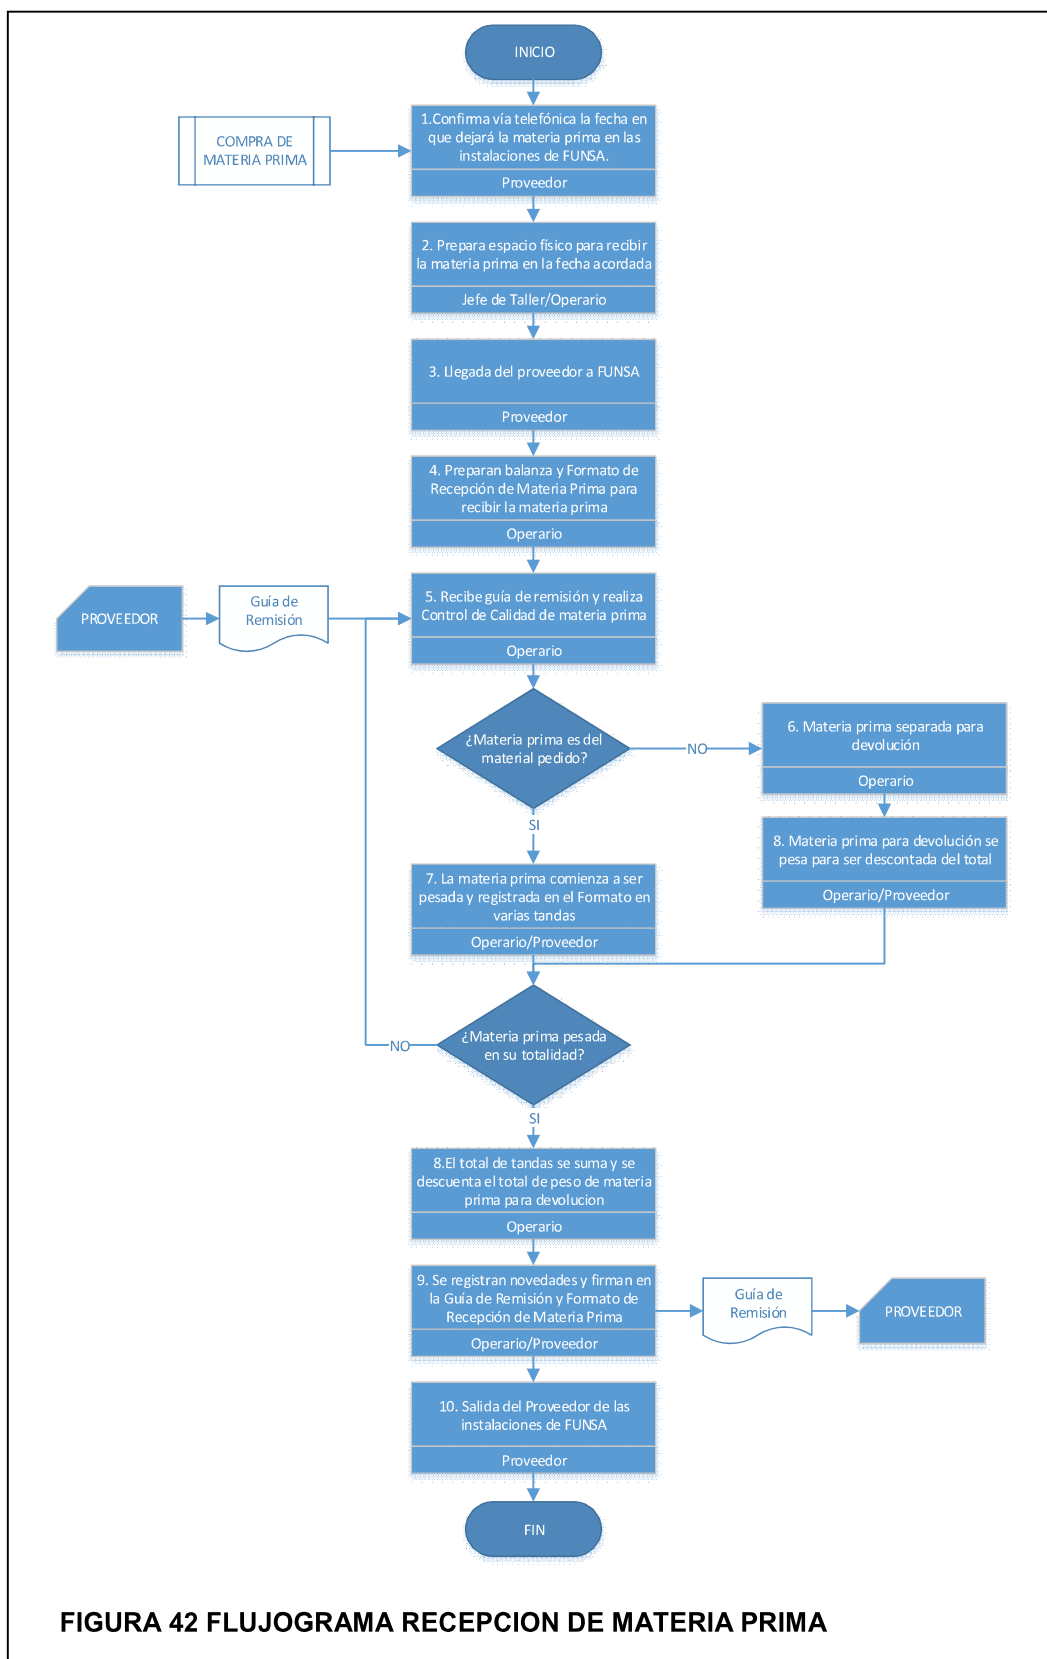 INICIO
COMPRA DE
MATERIA PRIMA
1.Confirma vía telefónica la fecha en
que dejará la materia prima en las
instalaciones de FUNSA.
Proveedor
2. Prepara espacio físico para recibir
la materia prima en la fecha acordada
Jefe de Taller/Operario
3. Llegada del proveedor a FUNSA
Proveedor
4. Preparan balanza y Formato de
Recepción de Materia Prima para
recibir la materia prima
Operario
PROVEEDOR
Guía de
Remisión
5. Recibe guía de remisión y realiza
Control de Calidad de materia prima
Operario
¿Materia prima es del
material pedido?
NO
6. Materia prima separada para
devolución
Operario
SI
8. Materia prima para devolución se
pesa para ser descontada del total
Operario/Proveedor
7. La materia prima comienza a ser
pesada y registrada en el Formato en
varias tandas
Operario/Proveedor
¿Materia prima pesada
en su totalidad?
NO
SI
8.El total de tandas se suma y se
descuenta el total de peso de materia
prima para devolucion
Operario
9. Se registran novedades y firman en
la Guía de Remisión y Formato de
Recepción de Materia Prima
Operario/Proveedor
Guía de
Remisión
PROVEEDOR
10. Salida del Proveedor de las
instalaciones de FUNSA
Proveedor
FIN
FIGURA 42 FLUJOGRAMA RECEPCION DE MATERIA PRIMA